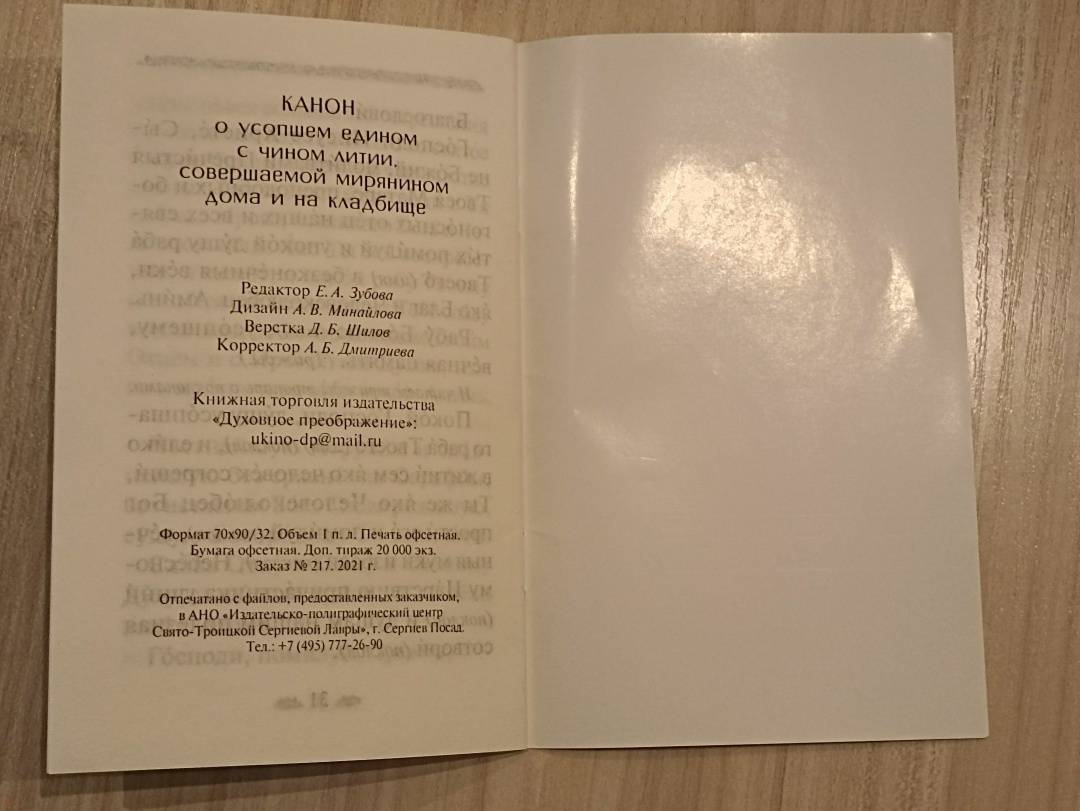 КАНОН
о усопшем едином
с чином литии,
совершаемой мирянином
дома и на кладбище
Редактор Е. А. Зубова
Дизайн А. В. Минайлова
Верстка Д. Б. Шилов
Корректор А. Б. Дмитриева
Книжная торговля издательства
«Духовное преображение»:
ukino-dp@mail.ru
Формат 70х90/32. Объем 1 п. л. Печать офсетная.
Бумага офсетная. Доп. тираж 20 000 экз.
Заказ № 217. 2021 г.
Отпечатано с файлов, предоставленных заказчиком,
в АНО «Издательско-полиграфический центр
Свято-Троицкой Сергиевой Лавры», г. Сергиев Посад.
Тел.: +7 (495) 777-26-90